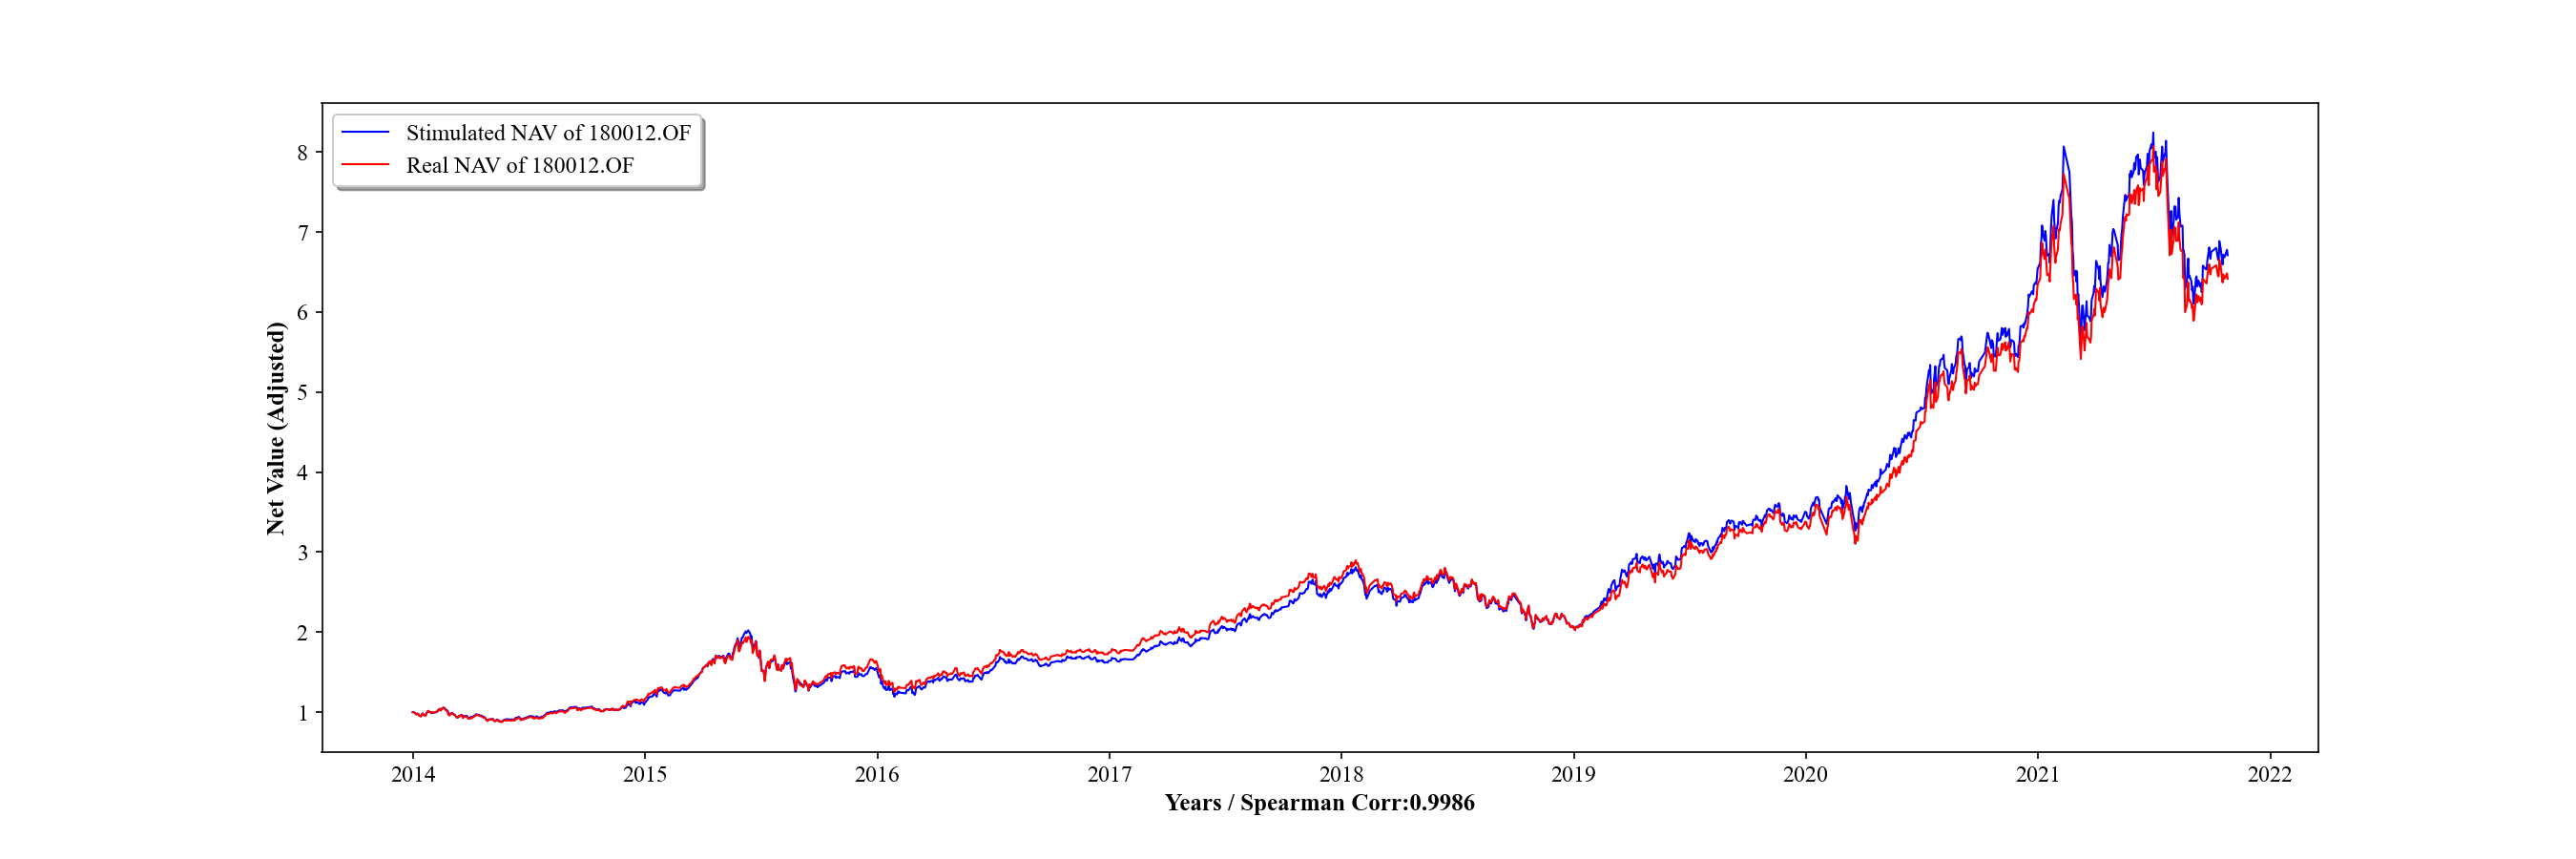 Stimulated NAV of 180012.OF
Real NAV of 180012.OF
8
7
6
5
4
3
2
1
Net Value (Adjusted)
2014 2015 2016 2017 2018 2019 2020 2021 2022
Years / Spearman Corr:0.9986